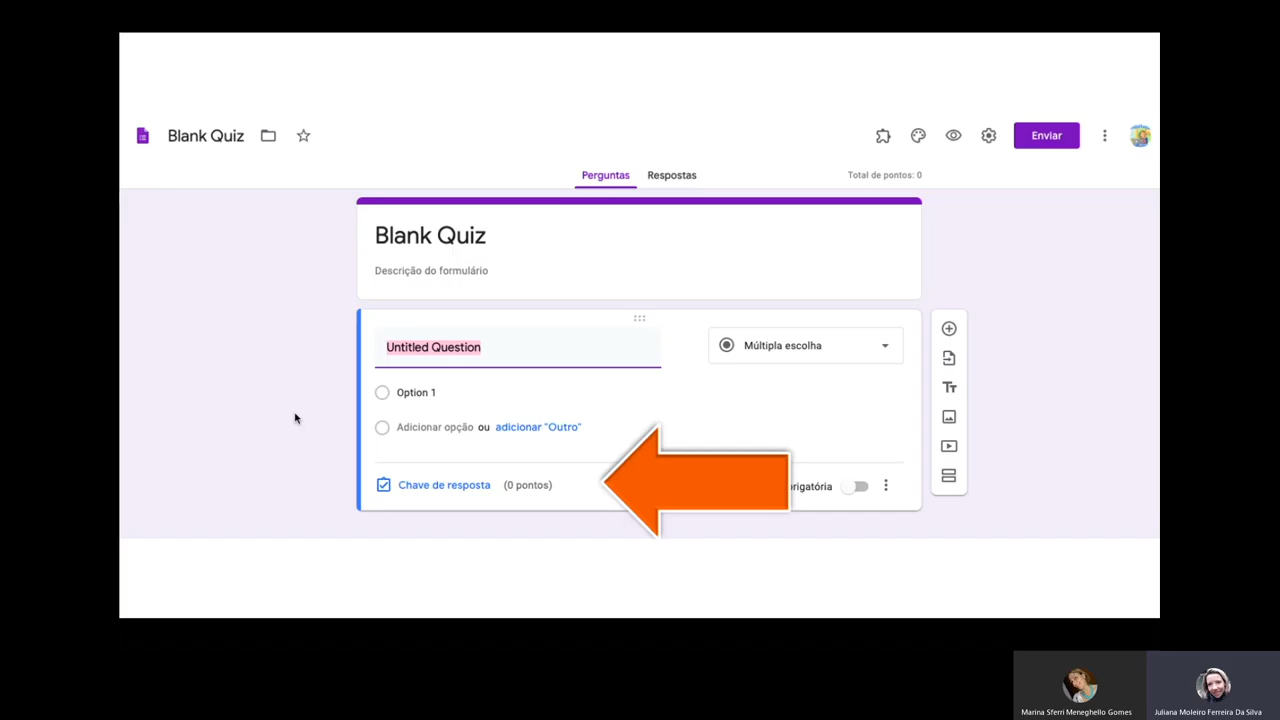 Blank Quiz
Enviar
Perguntas
Respostas
Total de pontos: 0
Blank Quiz
Descrição do formulário
Untitled Question
Múltipla escolha
Option 1
Adicionar opção ou adicionar "Outro"
Chave de resposta (0 pontos)
rigatória
Tт
Marina Sferri Meneghello Gomes
Juliana Moleiro Ferreira Da Silva